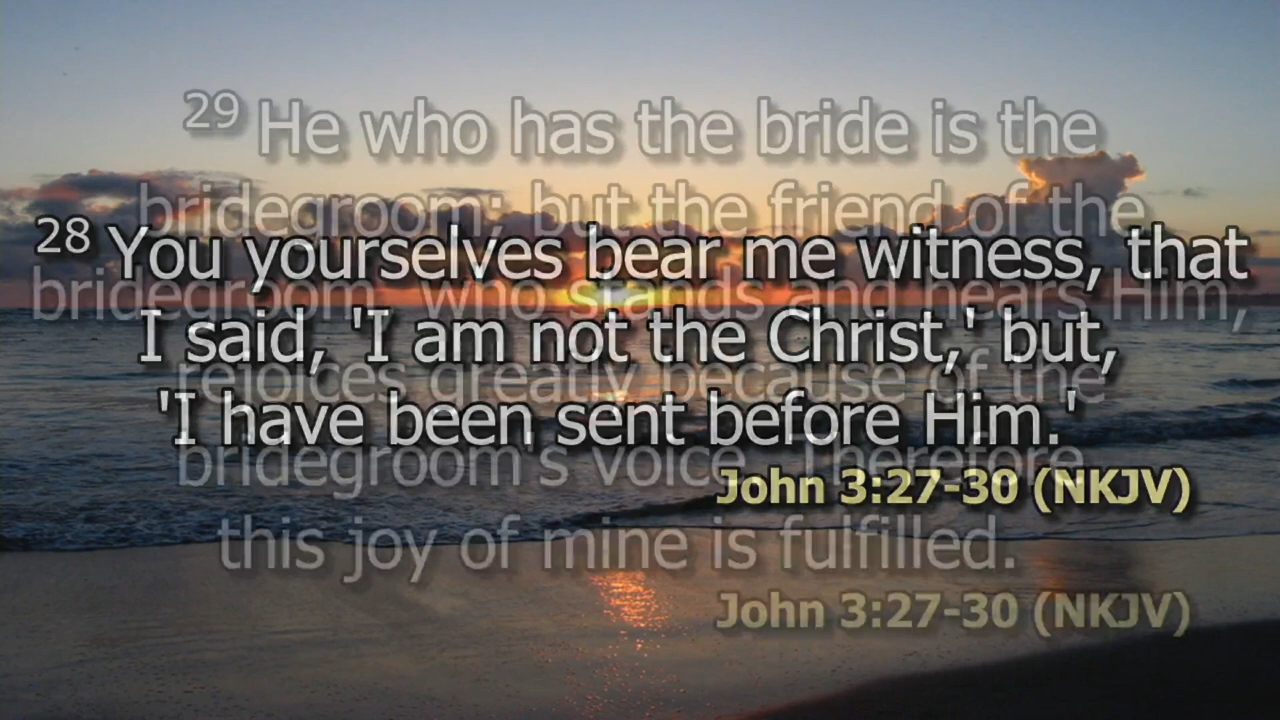 28 You yourselves bear me witness, that
I said, 'I am not the Christ,' but,
'I have been sent before Him.'
John 3:27-30 (NKJV)
29 He who has the bride is the
bridegroom; but the friend of the
bridegroom, who stands and hears Him,
rejoices greatly because of the
bridegroom's voice. Therefore
this joy of mine is fulfilled.
John 3:27-30 (NKJV)